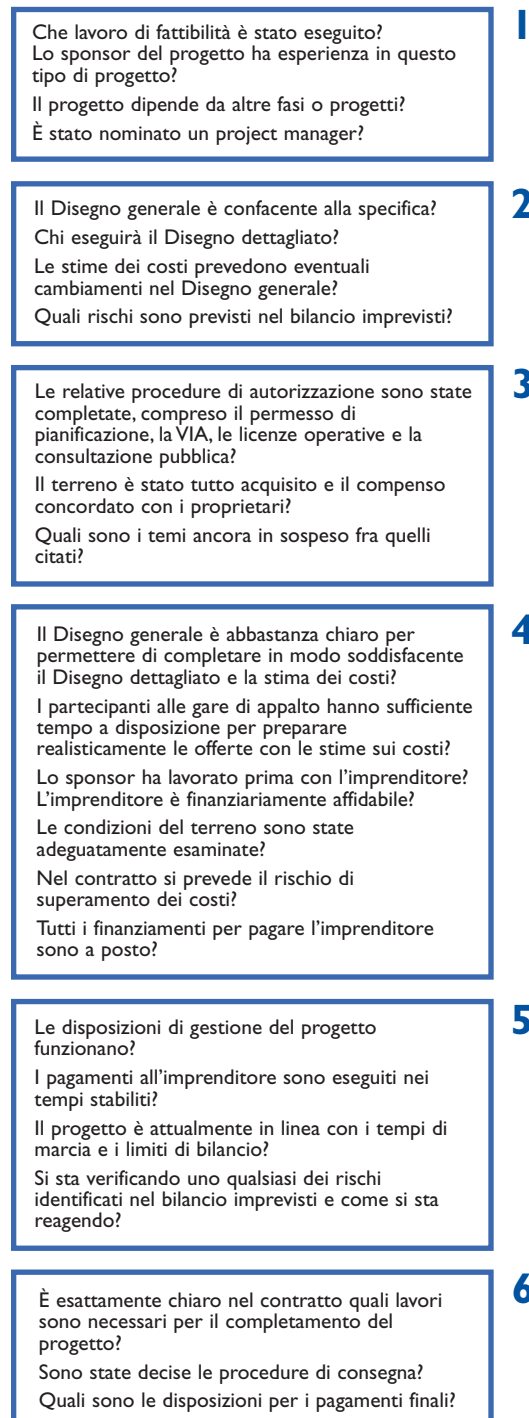 Che lavoro di fattibilità è stato eseguito?
Lo sponsor del progetto ha esperienza in questo
tipo di progetto?
Il progetto dipende da altre fasi o progetti?
È stato nominato un project manager?
1
Il Disegno generale è confacente alla specifica?
Chi eseguirà il Disegno dettagliato?
Le stime dei costi prevedono eventuali
cambiamenti nel Disegno generale?
Quali rischi sono previsti nel bilancio imprevisti?
2
Le relative procedure di autorizzazione sono state
completate, compreso il permesso di
pianificazione, la VIA, le licenze operative e la
consultazione pubblica?
Il terreno è stato tutto acquisito e il compenso
concordato con i proprietari?
Quali sono i temi ancora in sospeso fra quelli
citati?
3
Il Disegno generale è abbastanza chiaro per
permettere di completare in modo soddisfacente
il Disegno dettagliato e la stima dei costi?
I partecipanti alle gare di appalto hanno sufficiente
tempo a disposizione per preparare
realisticamente le offerte con le stime sui costi?
Lo sponsor ha lavorato prima con l'imprenditore?
L'imprenditore è finanziariamente affidabile?
Le condizioni del terreno sono state
adeguatamente esaminate?
Nel contratto si prevede il rischio di
superamento dei costi?
Tutti i finanziamenti per pagare l'imprenditore
sono a posto?
4
Le disposizioni di gestione del progetto
funzionano?
I pagamenti all'imprenditore sono eseguiti nei
tempi stabiliti?
Il progetto è attualmente in linea con i tempi di
marcia e i limiti di bilancio?
Si sta verificando uno qualsiasi dei rischi
identificati nel bilancio imprevisti e come si sta
reagendo?
5
È esattamente chiaro nel contratto quali lavori
sono necessari per il completamento del
progetto?
Sono state decise le procedure di consegna?
Quali sono le disposizioni per i pagamenti finali?
6